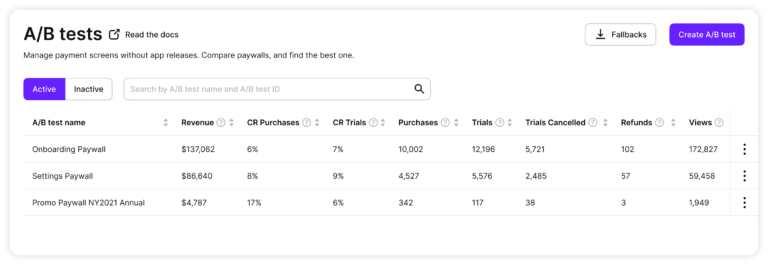 A/B tests Read the docs
Fallbacks
Create A/B test
Manage payment screens without app releases. Compare paywalls, and find the best one.
Active Inactive
Search by A/B test name and A/B test ID
A/B test name Revenue CR Purchases CR Trials Purchases Trials Trials Cancelled Refunds Views
Onboarding Paywall $137,062 6% 7% 10,002 12,196 5,721 102 172,827
Settings Paywall $86,640 8% 9% 4,527 5,576 2,485 57 59,458
Promo Paywall NY2021 Annual $4,787 17% 6% 342 117 38 3 1,949